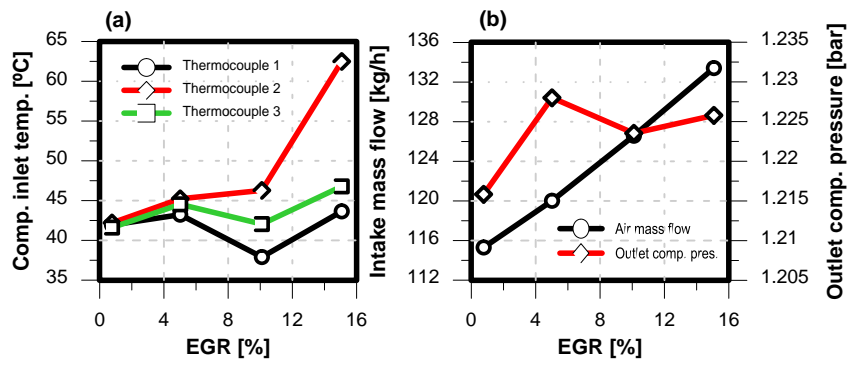 (a)
Comp. inlet temp. [ºC]
65
60
55
50
45
40
35
Thermocouple 1
Thermocouple 2
Thermocouple 3
0
4
8
12
16
EGR [%]
(b)
Intake mass flow [kg/h]
136
132
128
124
120
116
112
Air mass flow
Outlet comp. pres.
0
4
8
12
16
EGR [%]
1.235
1.230
1.225
1.220
1.215
1.210
1.205
Outlet comp. pressure [bar]